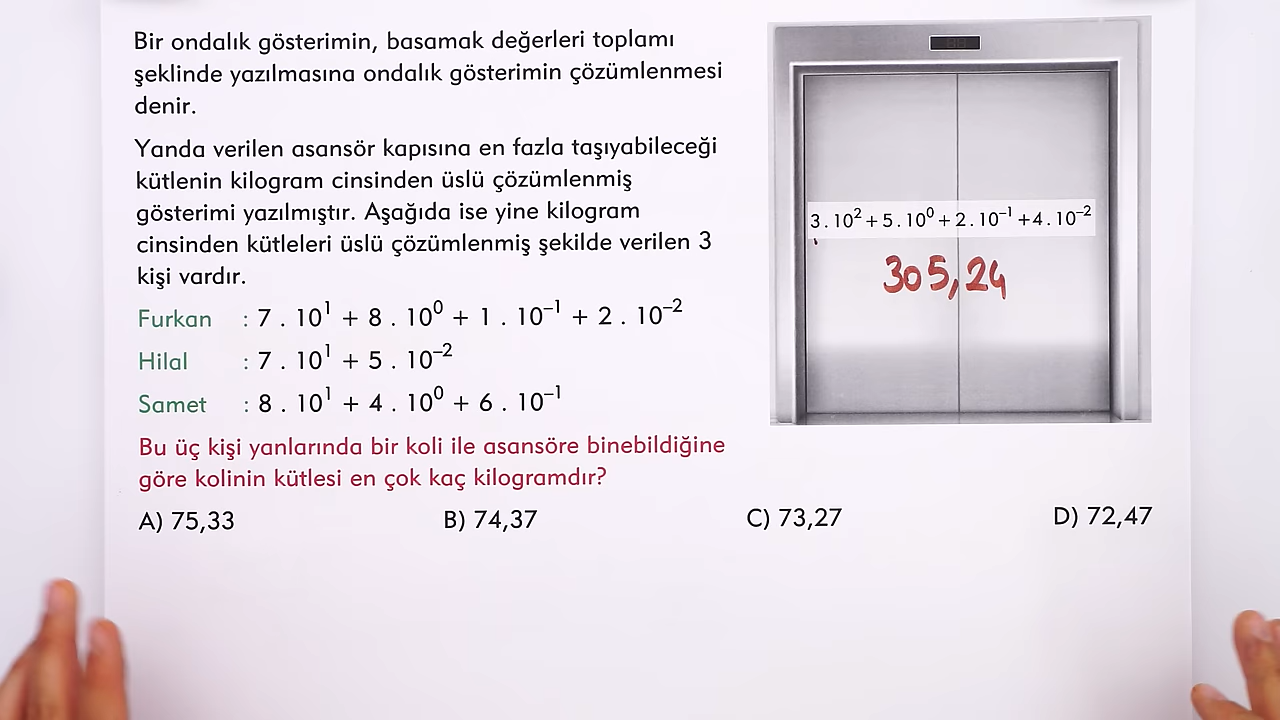 Bir ondalık gösterimin, basamak değerleri toplamı
şeklinde yazılmasına ondalık gösterimin çözümlenmesi
denir.
Yanda verilen asansör kapısına en fazla taşıyabileceği
kütlenin kilogram cinsinden üslü çözümlenmiş
gösterimi yazılmıştır. Aşağıda ise yine kilogram
cinsinden kütleleri üslü çözümlenmiş şekilde verilen 3
kişi vardır.
Furkan : 7 . 10¹ + 8 . 10⁰ + 1 . 10⁻¹ + 2 . 10⁻²
Hilal : 7 . 10¹ + 5 . 10⁻²
Samet : 8 . 10¹ + 4 . 10⁰ + 6 . 10⁻¹
Bu üç kişi yanlarında bir koli ile asansöre binebildiğine
göre kolinin kütlesi en çok kaç kilogramdır?
A) 75,33 B) 74,37 C) 73,27 D) 72,47
3 . 10² + 5 . 10⁰ + 2 . 10⁻¹ + 4 . 10⁻²
305,24